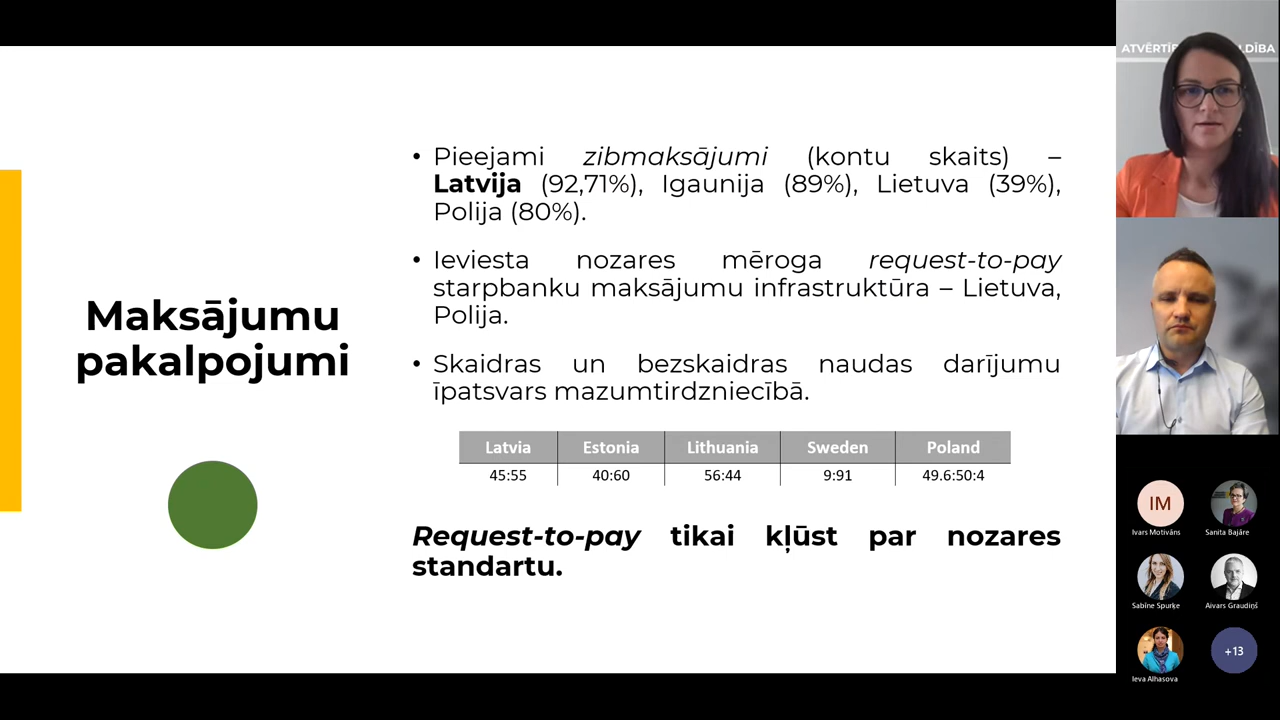 Maksājumu
pakalpojumi
• Pieejami zibmaksājumi (kontu skaits) –
Latvija (92,71%), Igaunija (89%), Lietuva (39%),
Polija (80%).
• Ieviesta nozares mēroga request-to-pay
starpbanku maksājumu infrastruktūra – Lietuva,
Polija.
• Skaidras un bezskaidras naudas darījumu
īpatsvars mazumtirdzniecībā.
Latvia Estonia Lithuania Sweden Poland
45:55 40:60 56:44 9:91 49.6:50:4
Request-to-pay tikai kļūst par nozares
standartu.
IM
Ivars Motivāns
Sanita Bajāre
Sabīne Spurķe
Aivars Graudiņš
Ieva Alhasova
+13